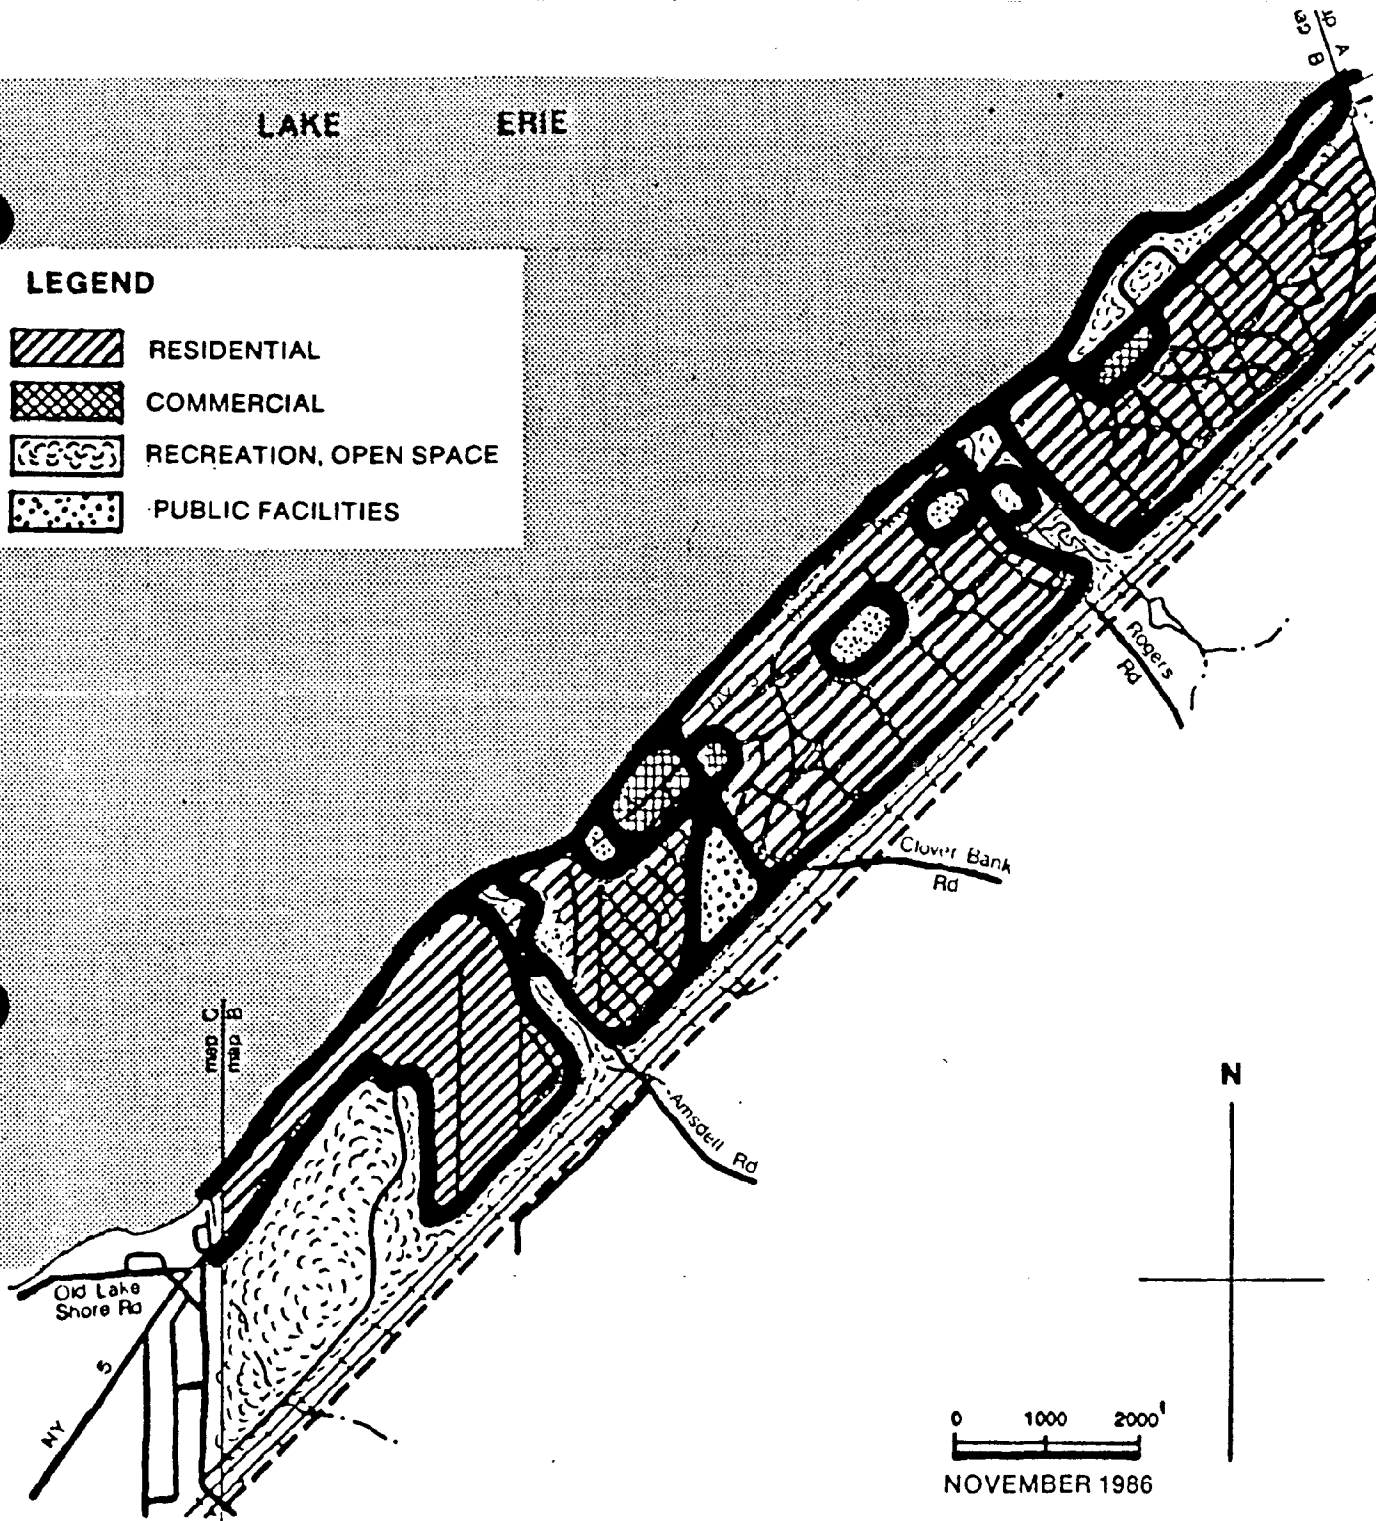 LAKE ERIE
A
B
LEGEND
RESIDENTIAL
COMMERCIAL
RECREATION, OPEN SPACE
PUBLIC FACILITIES
Rogers
Rd
Clover Bank
Rd
map C
map B
Amsdell Rd
N
Old Lake
Shore Rd
NY 5
0 1000 2000'
NOVEMBER 1986